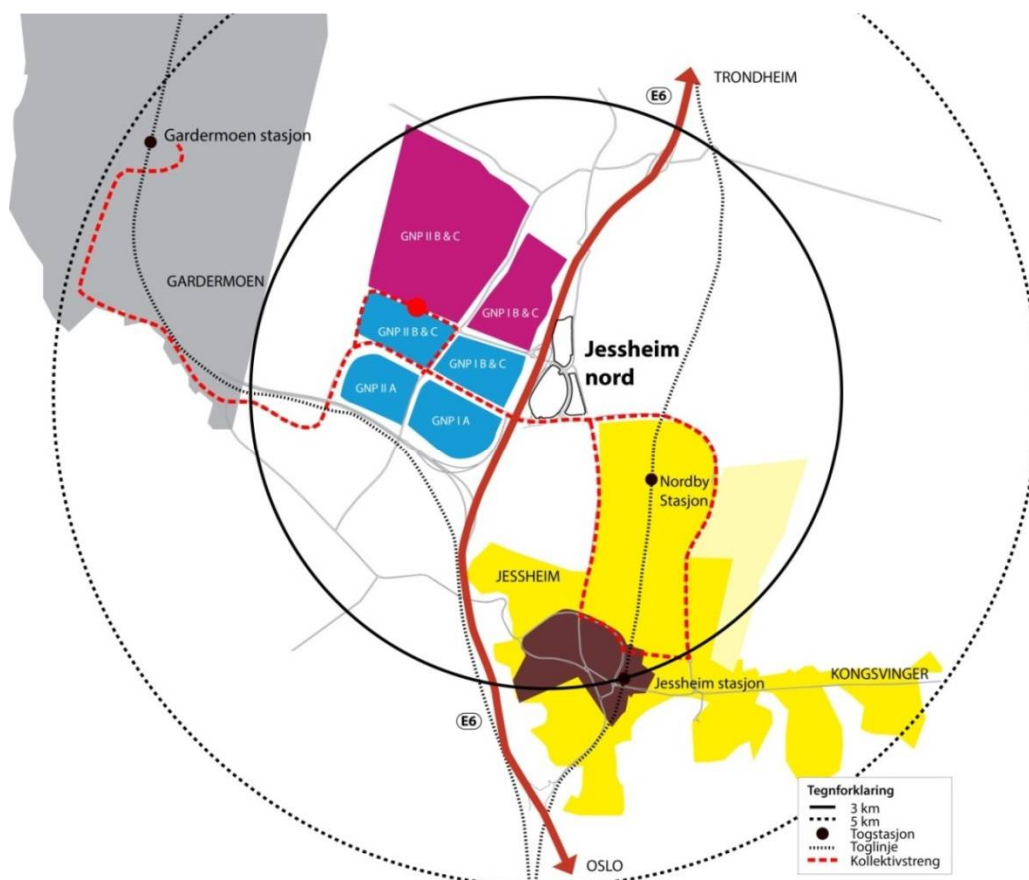 TRONDHEIM
E6
Gardermoen stasjon
GNP II B & C
GARDERMOEN
GNP I B & C
GNP II B & C
Jessheim
nord
GNP I B & C
GNP II A
GNP I A
Nordby
Stasjon
JESSHEIM
KONGSVINGER
Jessheim stasjon
E6
Tegnforklaring
3 km
5 km
Togstasjon
Toglinje
Kollektivstreng
OSLO